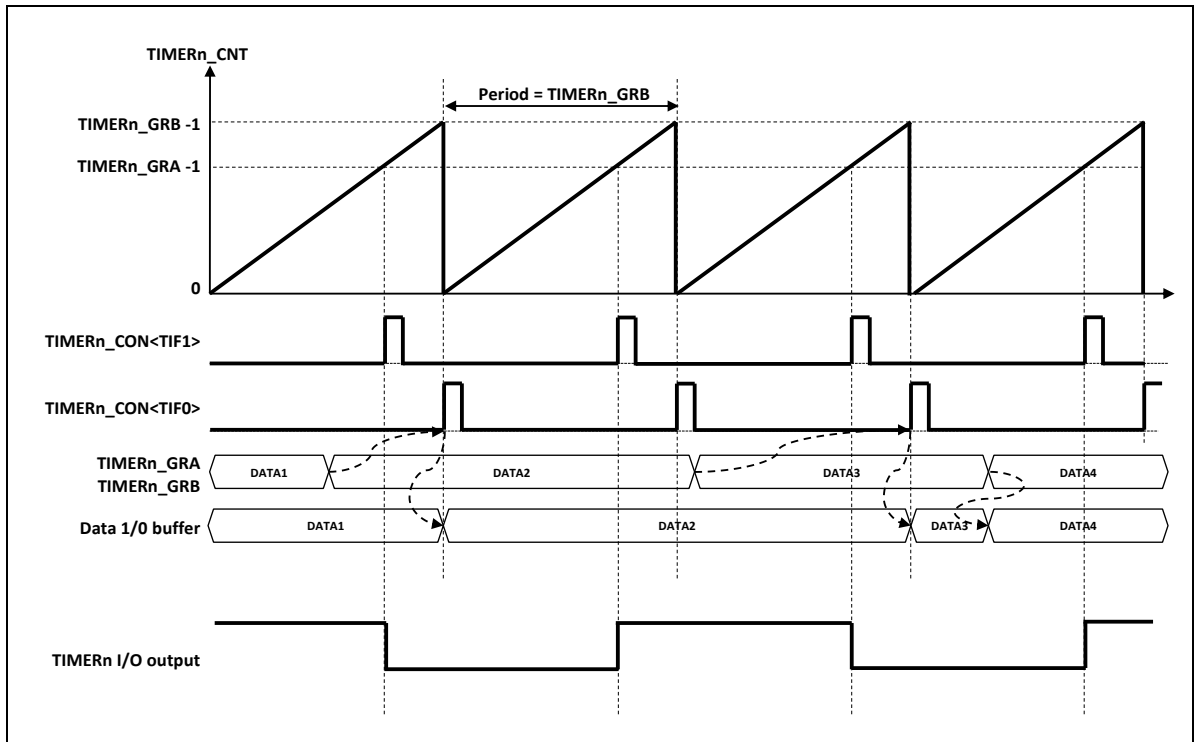 TIMERn_CNT
Period = TIMERn_GRB
TIMERn_GRB -1
TIMERn_GRA -1
0
TIMERn_CON<TIF1>
TIMERn_CON<TIF0>
TIMERn_GRA
TIMERn_GRB
DATA1 DATA2 DATA3 DATA4
Data 1/0 buffer DATA1 DATA2 DATA3 DATA4
TIMERn I/O output